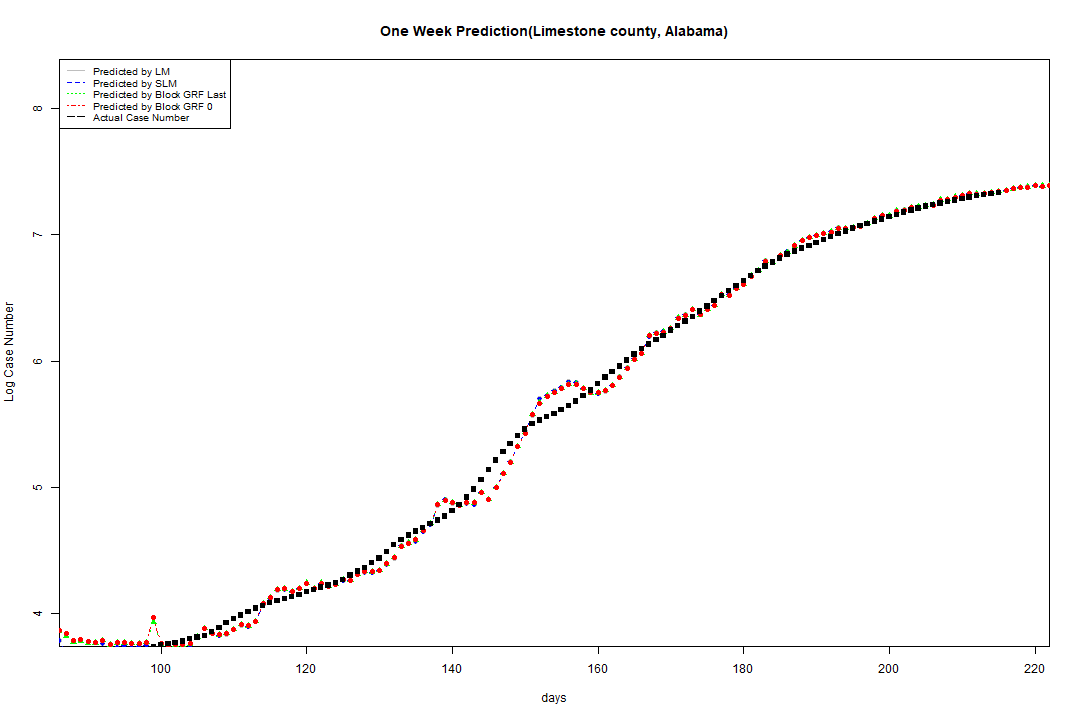 One Week Prediction(Limestone county, Alabama)
Predicted by LM
Predicted by SLM
Predicted by Block GRF Last
Predicted by Block GRF 0
Actual Case Number
8
7
6
5
4
Log Case Number
100 120 140 160 180 200 220
days